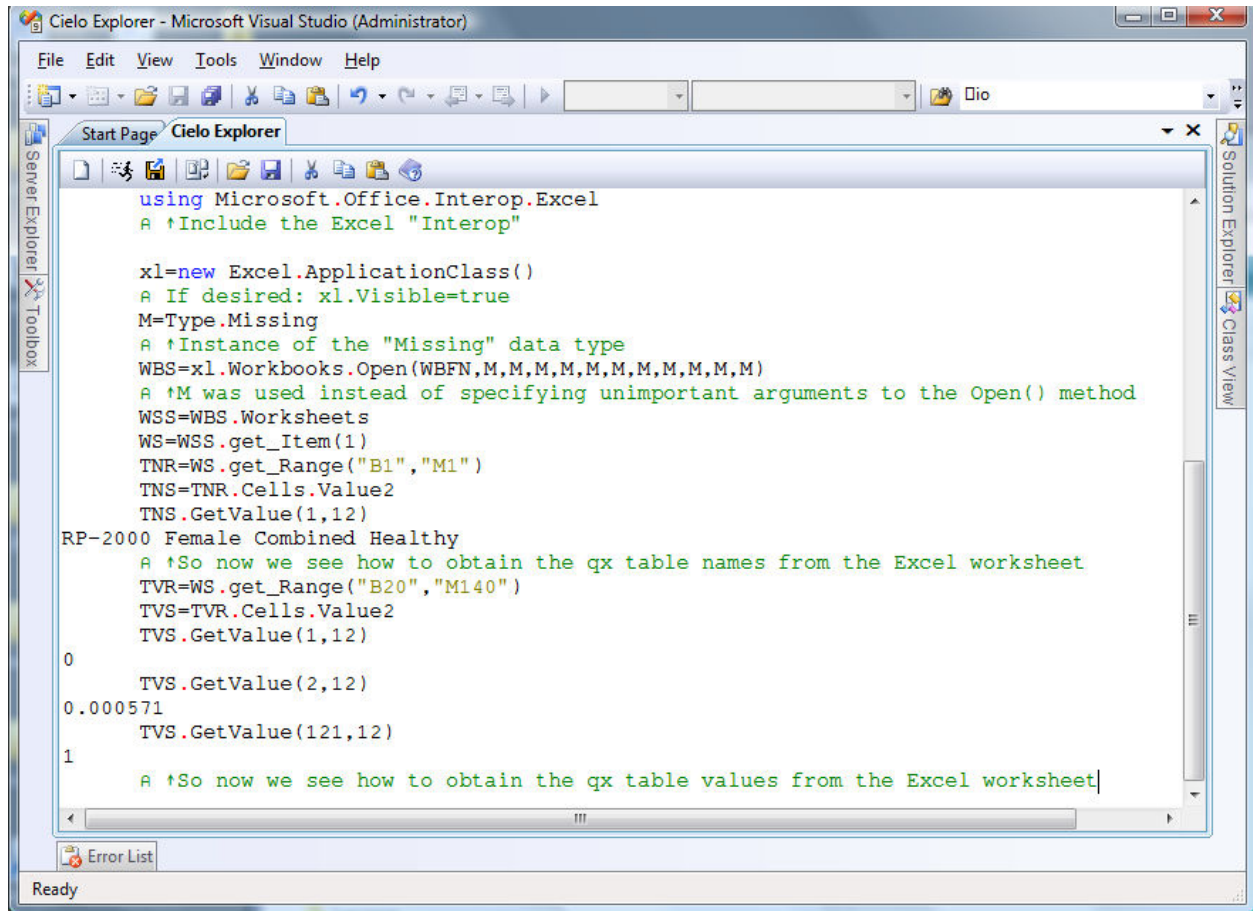 Cielo Explorer - Microsoft Visual Studio (Administrator)
File Edit View Tools Window Help
▯io
Start Page Cielo Explorer
Server Explorer
Toolbox
Solution Explorer
Class View
using Microsoft.Office.Interop.Excel
⍝ ↑Include the Excel "Interop"
xl=new Excel.ApplicationClass()
⍝ If desired: xl.Visible=true
M=Type.Missing
⍝ ↑Instance of the "Missing" data type
WBS=xl.Workbooks.Open(WBFN,M,M,M,M,M,M,M,M,M,M,M,M)
⍝ ↑M was used instead of specifying unimportant arguments to the Open() method
WSS=WBS.Worksheets
WS=WSS.get_Item(1)
TNR=WS.get_Range("B1","M1")
TNS=TNR.Cells.Value2
TNS.GetValue(1,12)
RP-2000 Female Combined Healthy
⍝ ↑So now we see how to obtain the qx table names from the Excel worksheet
TVR=WS.get_Range("B20","M140")
TVS=TVR.Cells.Value2
TVS.GetValue(1,12)
0
TVS.GetValue(2,12)
0.000571
TVS.GetValue(121,12)
1
⍝ ↑So now we see how to obtain the qx table values from the Excel worksheet
Error List
Ready